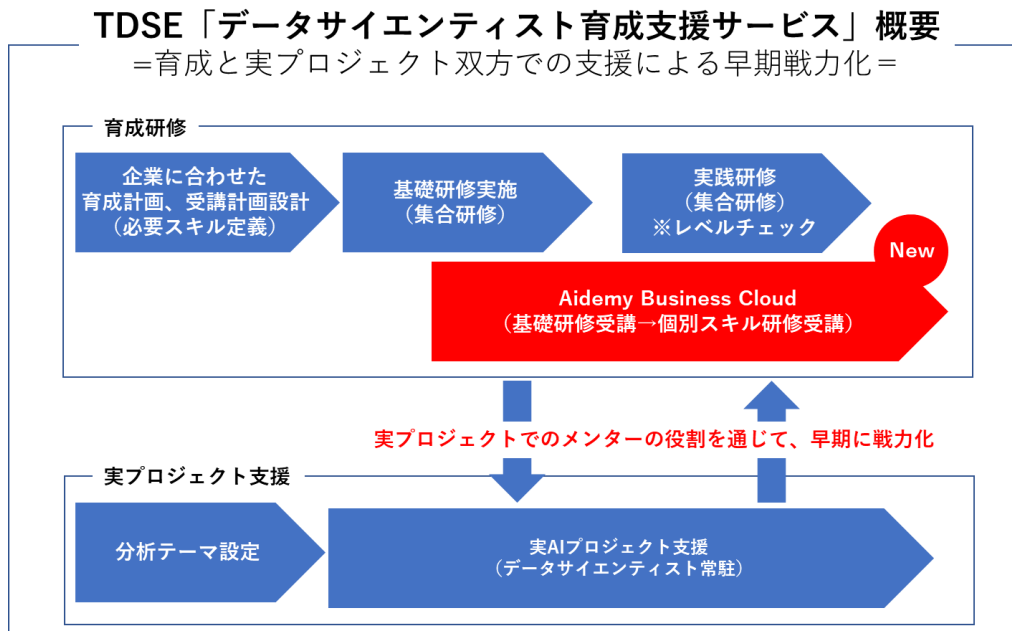 TDSE「データサイエンティスト育成支援サービス」概要
=育成と実プロジェクト双方での支援による早期戦力化＝
育成研修
企業に合わせた
育成計画、受講計画設計
（必要スキル定義）
基礎研修実施
（集合研修）
実践研修
（集合研修）
※レベルチェック
New
Aidemy Business Cloud
（基礎研修受講→個別スキル研修受講）
実プロジェクトでのメンターの役割を通じて、早期に戦力化
実プロジェクト支援
分析テーマ設定
実AIプロジェクト支援
（データサイエンティスト常駐）